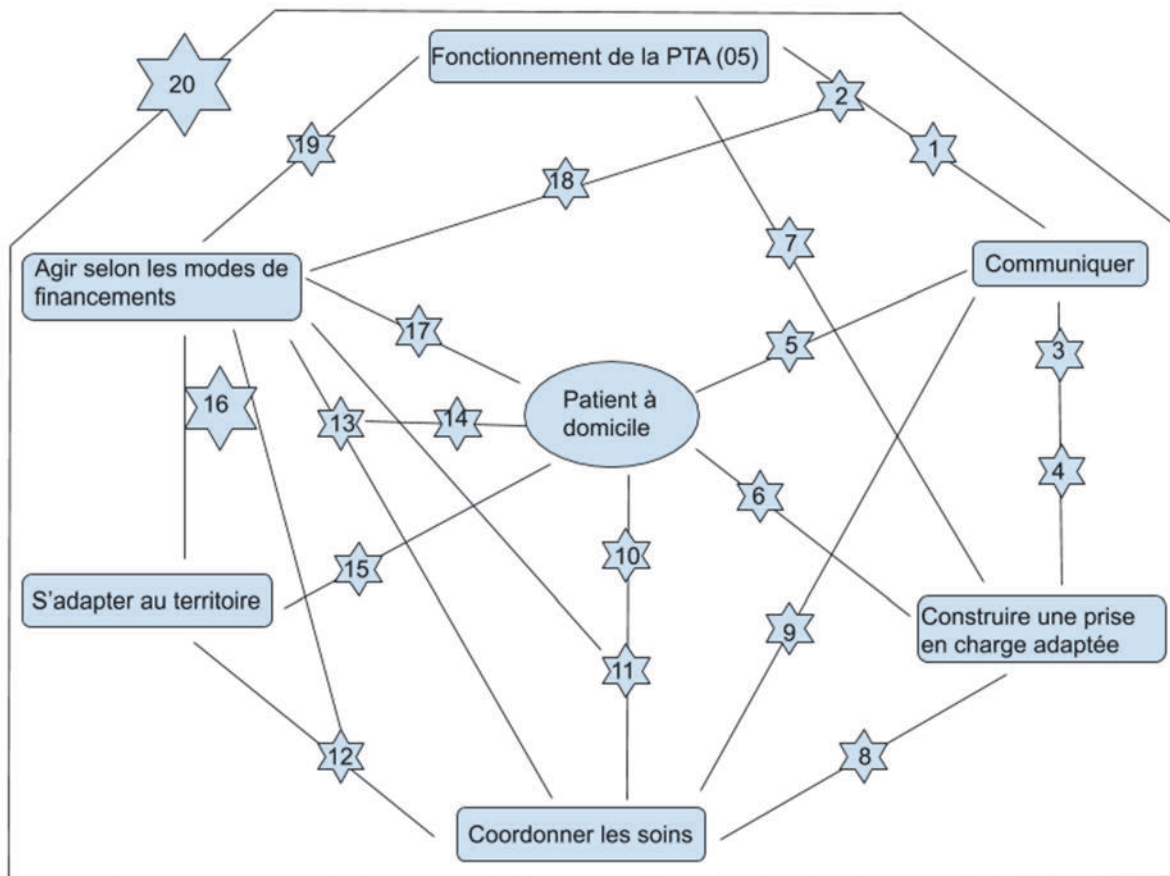 Fonctionnement de la PTA (05)
20
2
19
1
18
7
Agir selon les modes de
financements
Communiquer
17
5
3
16
13
14
Patient à
domicile
4
6
10
15
S'adapter au territoire
Construire une prise
en charge adaptée
9
11
12
8
Coordonner les soins